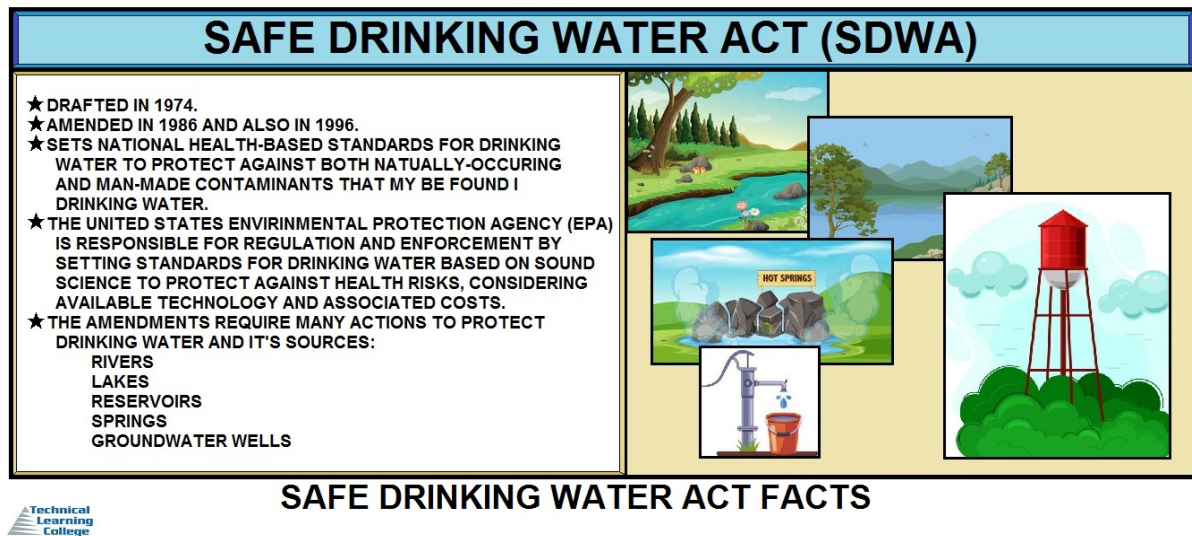 SAFE DRINKING WATER ACT (SDWA)
★ DRAFTED IN 1974.
★ AMENDED IN 1986 AND ALSO IN 1996.
★ SETS NATIONAL HEALTH-BASED STANDARDS FOR DRINKING
WATER TO PROTECT AGAINST BOTH NATUALLY-OCCURING
AND MAN-MADE CONTAMINANTS THAT MY BE FOUND I
DRINKING WATER.
★ THE UNITED STATES ENVIRINMENTAL PROTECTION AGENCY (EPA)
IS RESPONSIBLE FOR REGULATION AND ENFORCEMENT BY
SETTING STANDARDS FOR DRINKING WATER BASED ON SOUND
SCIENCE TO PROTECT AGAINST HEALTH RISKS, CONSIDERING
AVAILABLE TECHNOLOGY AND ASSOCIATED COSTS.
★ THE AMENDMENTS REQUIRE MANY ACTIONS TO PROTECT
DRINKING WATER AND IT'S SOURCES:
RIVERS
LAKES
RESERVOIRS
SPRINGS
GROUNDWATER WELLS
HOT SPRINGS
SAFE DRINKING WATER ACT FACTS
Technical
Learning
College